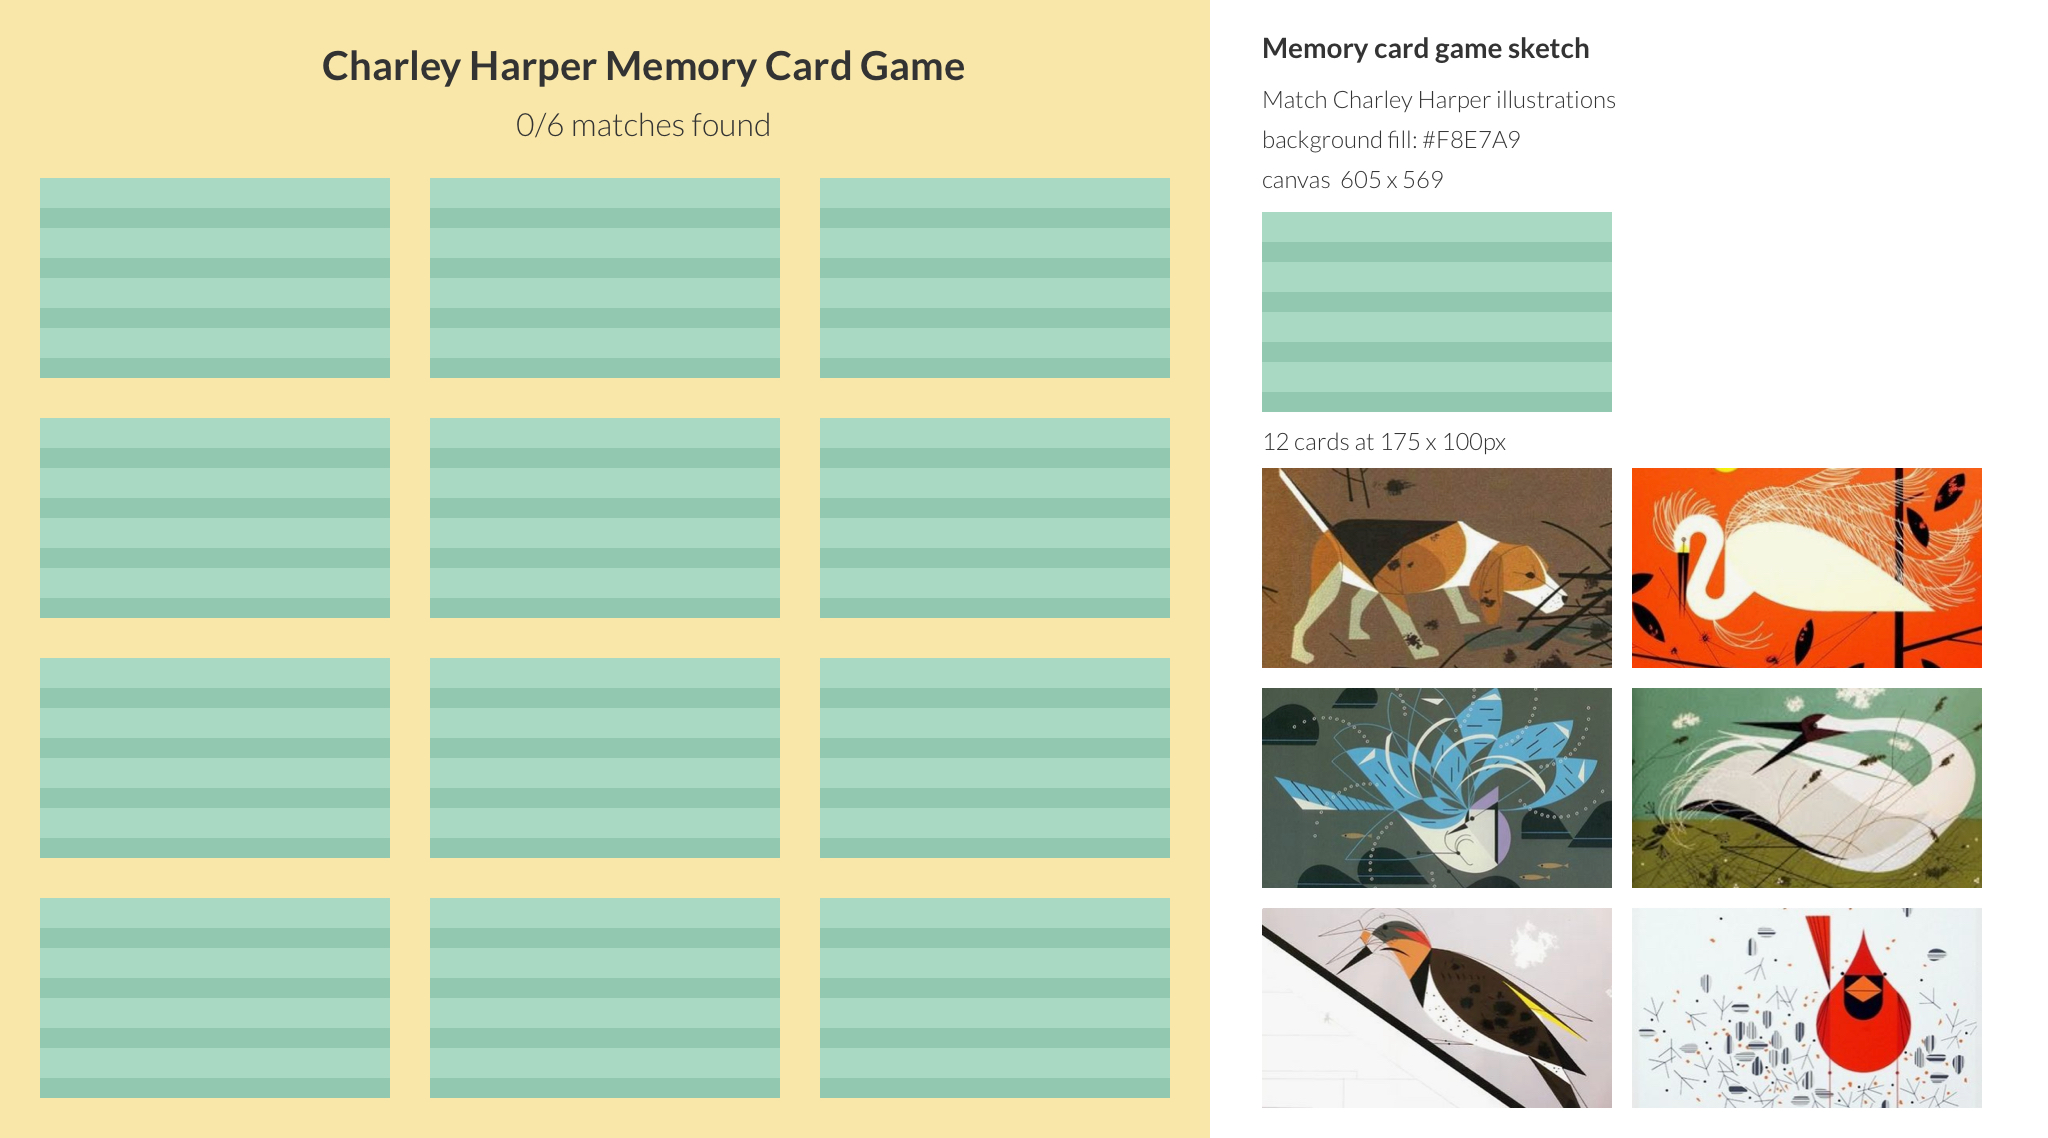 Charley Harper Memory Card Game
0/6 matches found
Memory card game sketch
Match Charley Harper illustrations
background fill: #F8E7A9
canvas  605 x 569
12 cards at 175 x 100px